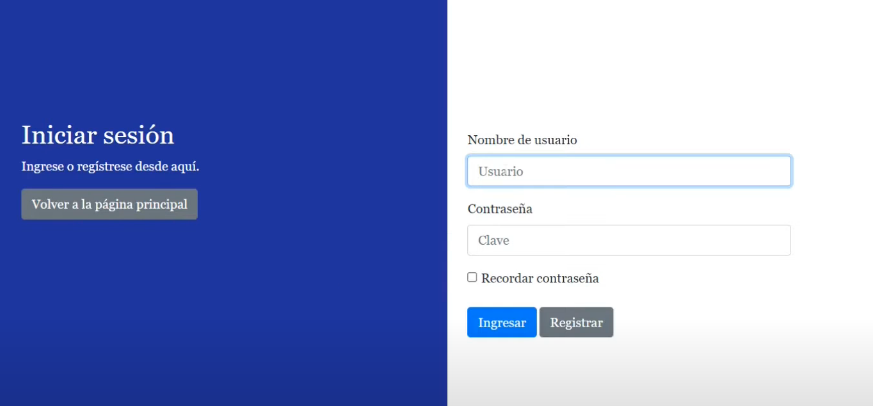 Iniciar sesión
Ingrese o regístrese desde aquí.
Volver a la página principal
Nombre de usuario
Usuario
Contraseña
Clave
Recordar contraseña
Ingresar Registrar